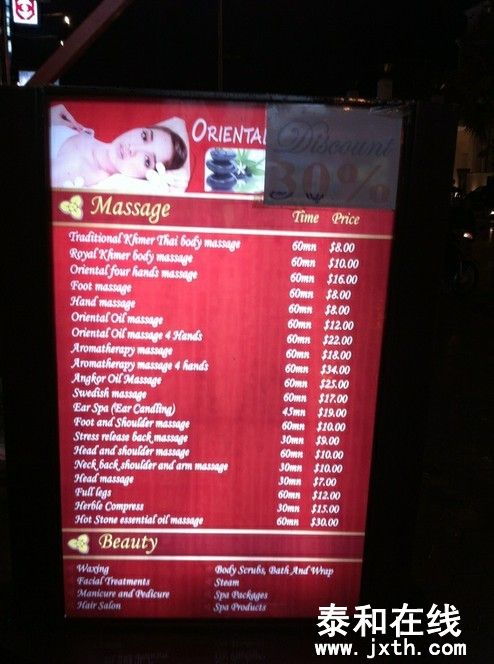 ORIENTAL
Discount
30%
Massage Time Price
Traditional Khmer Thai body massage 60mn $8.00
Royal Khmer body massage 60mn $10.00
Oriental four hands massage 60mn $16.00
Foot massage 60mn $8.00
Hand massage 60mn $8.00
Oriental Oil massage 60mn $12.00
Oriental Oil massage 4 Hands 60mn $22.00
Aromatherapy massage 60mn $18.00
Aromatherapy massage 4 hands 60mn $34.00
Angkor Oil Massage 60mn $25.00
Swedish massage 60mn $17.00
Ear Spa (Ear Candling) 45mn $19.00
Foot and Shoulder massage 60mn $10.00
Stress release back massage 30mn $9.00
Head and shoulder massage 60mn $10.00
Neck back shoulder and arm massage 30mn $10.00
Head massage 30mn $7.00
Full legs 60mn $12.00
Herble Compress 30mn $15.00
Hot Stone essential oil massage 60mn $30.00
Beauty
Waxing Body Scrubs, Bath And Wrap
Facial Treatments Steam
Manicure and Pedicure Spa Packages
Hair Salon Spa Products
泰和在线
www.jxth.com